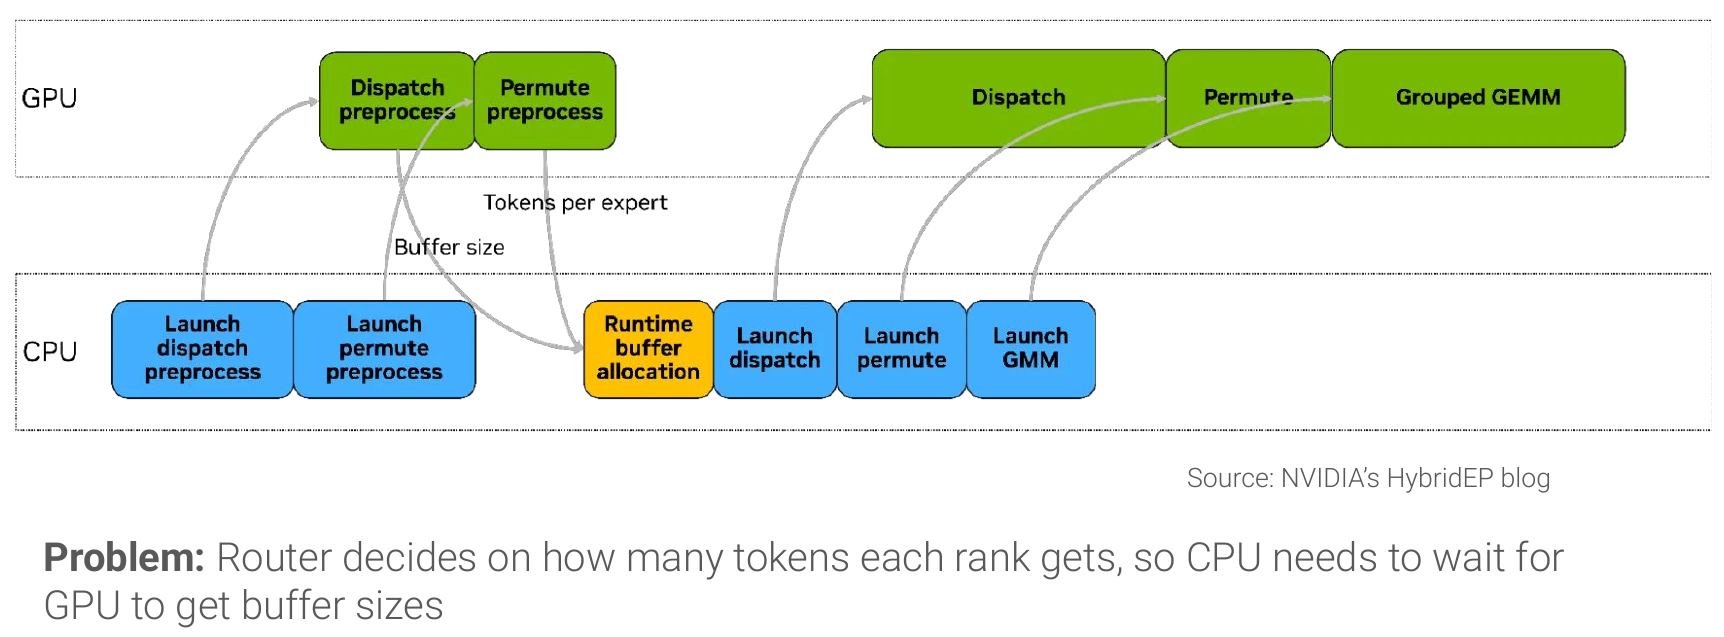 GPU
Dispatch
preprocess
Permute
preprocess
Dispatch
Permute
Grouped GEMM
Tokens per expert
Buffer size
CPU
Launch
dispatch
preprocess
Launch
permute
preprocess
Runtime
buffer
allocation
Launch
dispatch
Launch
permute
Launch
GMM
Source: NVIDIA’s HybridEP blog
Problem: Router decides on how many tokens each rank gets, so CPU needs to wait for
GPU to get buffer sizes